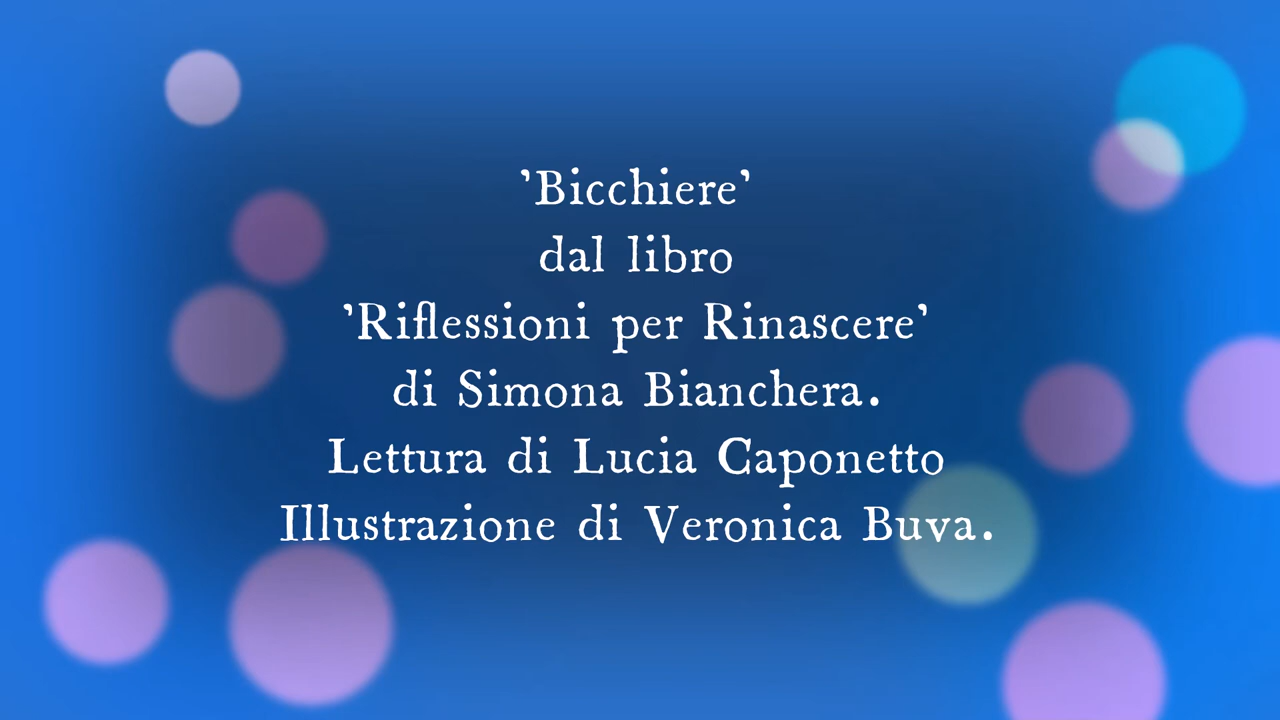 ’Bicchiere’
dal libro
’Riflessioni per Rinascere’
di Simona Bianchera.
Lettura di Lucia Caponetto
Illustrazione di Veronica Buva.